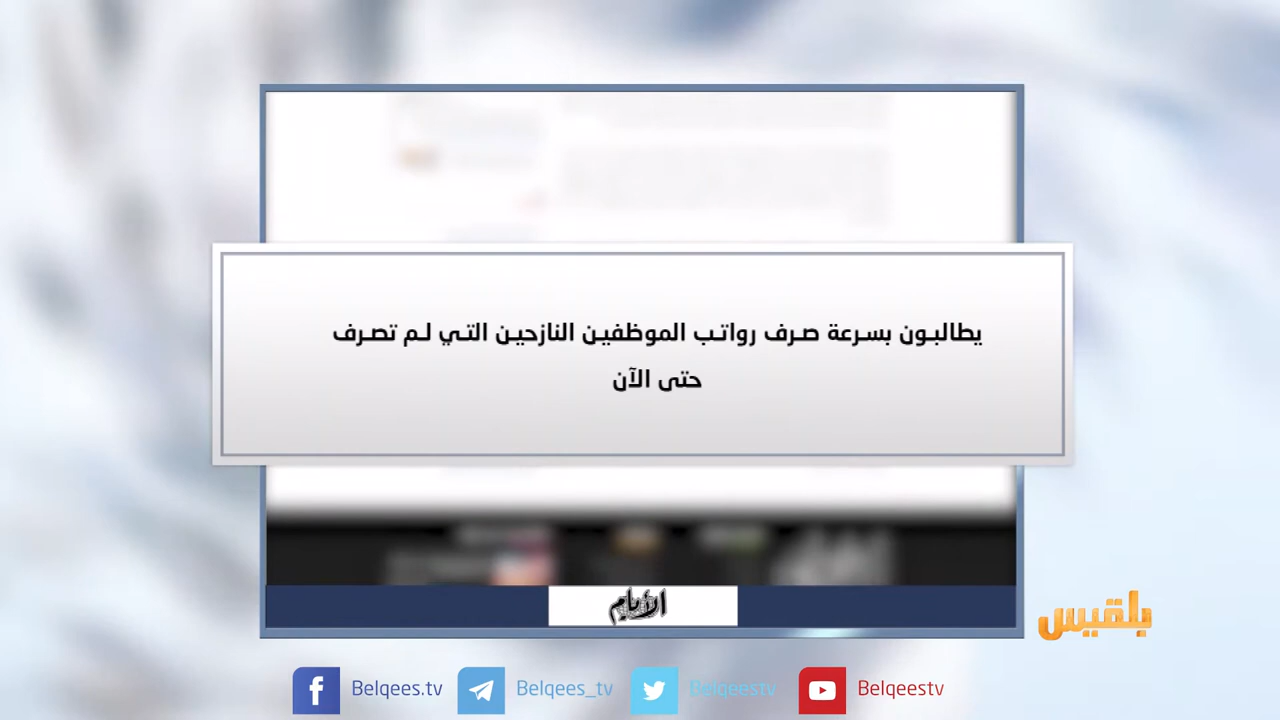 يطالبون بسرعة صرف رواتب الموظفين النازحين التي لم تصرف
حتى الآن
الأيام
بلقيس
Belqees.tv
Belqees_tv
Belqeestv
Belqeestv